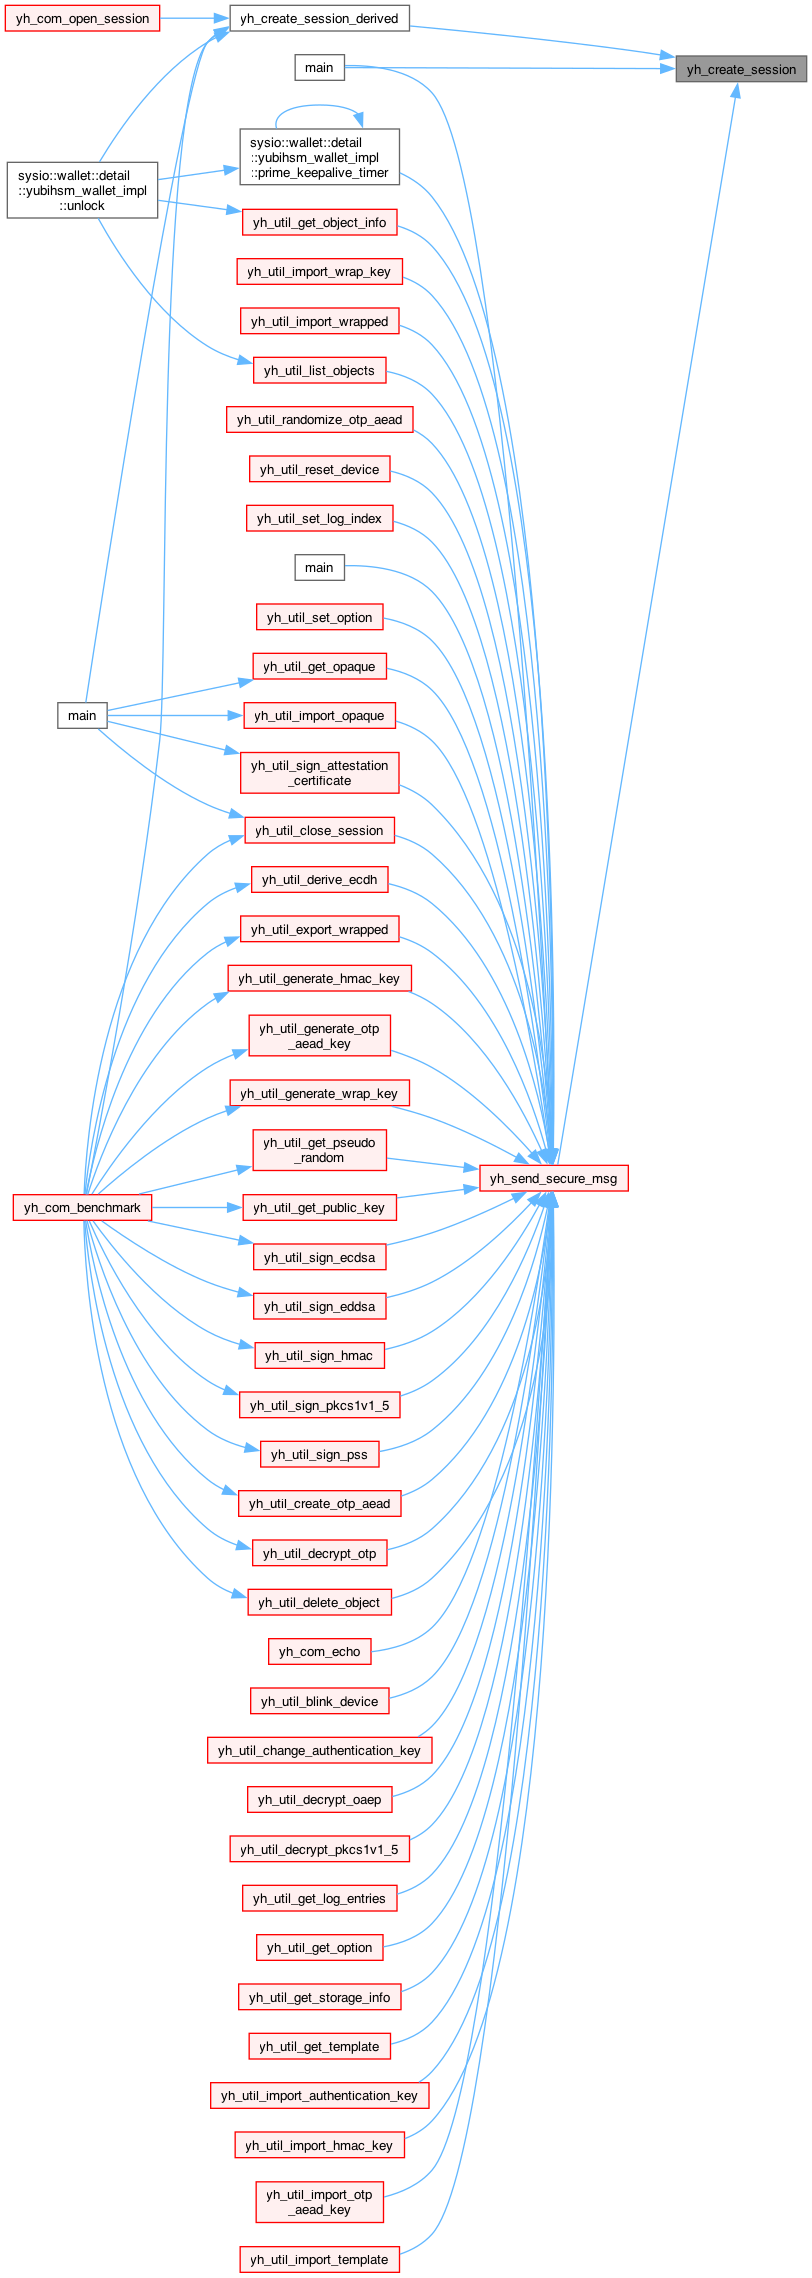 yh_com_open_session
yh_create_session_derived
main
yh_create_session
sysio::wallet::detail
::yubihsm_wallet_impl
::prime_keepalive_timer
sysio::wallet::detail
::yubihsm_wallet_impl
::unlock
yh_util_get_object_info
yh_util_import_wrap_key
yh_util_import_wrapped
yh_util_list_objects
yh_util_randomize_otp_aead
yh_util_reset_device
yh_util_set_log_index
main
yh_util_set_option
yh_util_get_opaque
main
yh_util_import_opaque
yh_util_sign_attestation
_certificate
yh_util_close_session
yh_util_derive_ecdh
yh_util_export_wrapped
yh_util_generate_hmac_key
yh_util_generate_otp
_aead_key
yh_util_generate_wrap_key
yh_util_get_pseudo
_random
yh_send_secure_msg
yh_com_benchmark
yh_util_get_public_key
yh_util_sign_ecdsa
yh_util_sign_eddsa
yh_util_sign_hmac
yh_util_sign_pkcs1v1_5
yh_util_sign_pss
yh_util_create_otp_aead
yh_util_decrypt_otp
yh_util_delete_object
yh_com_echo
yh_util_blink_device
yh_util_change_authentication_key
yh_util_decrypt_oaep
yh_util_decrypt_pkcs1v1_5
yh_util_get_log_entries
yh_util_get_option
yh_util_get_storage_info
yh_util_get_template
yh_util_import_authentication_key
yh_util_import_hmac_key
yh_util_import_otp
_aead_key
yh_util_import_template